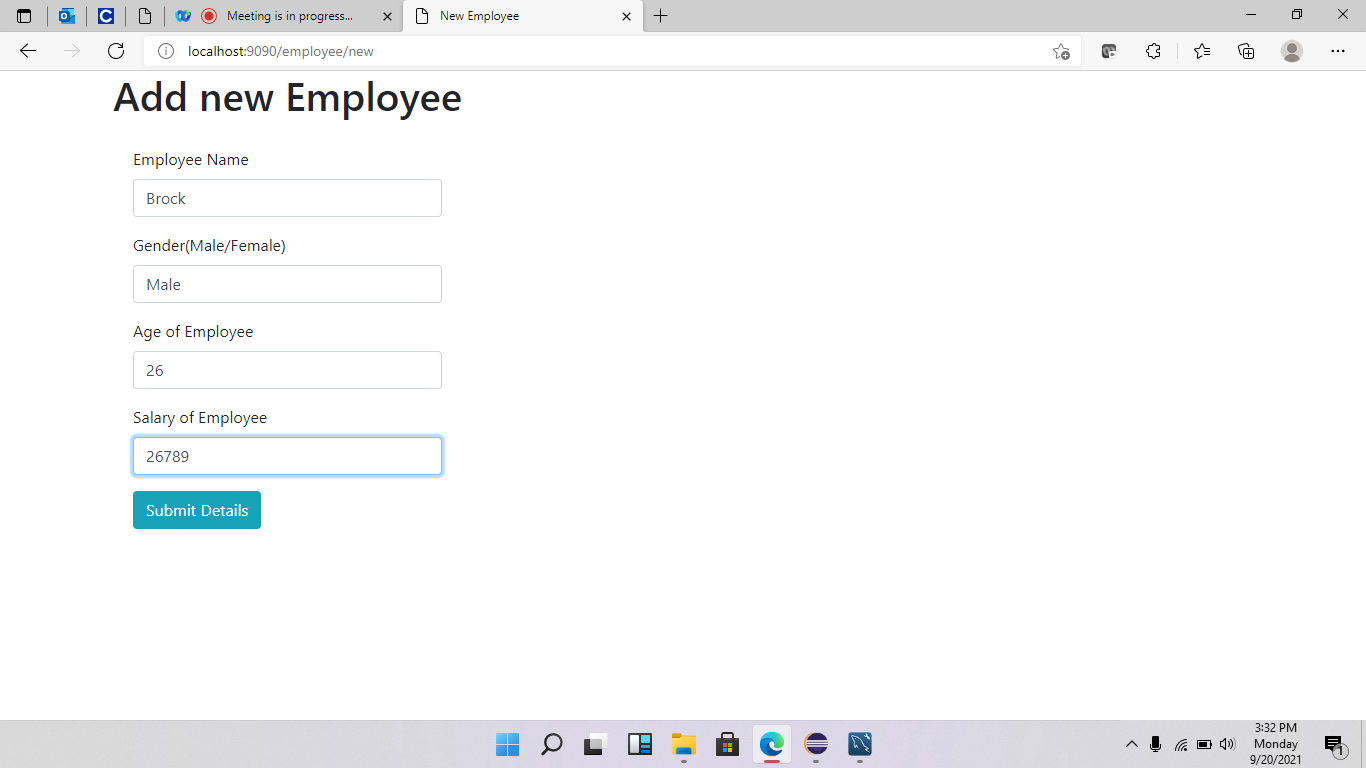 Meeting is in progress...
New Employee
localhost:9090/employee/new
Add new Employee
Employee Name
Brock
Gender(Male/Female)
Male
Age of Employee
26
Salary of Employee
26789
Submit Details
3:32 PM
Monday
9/20/2021
1